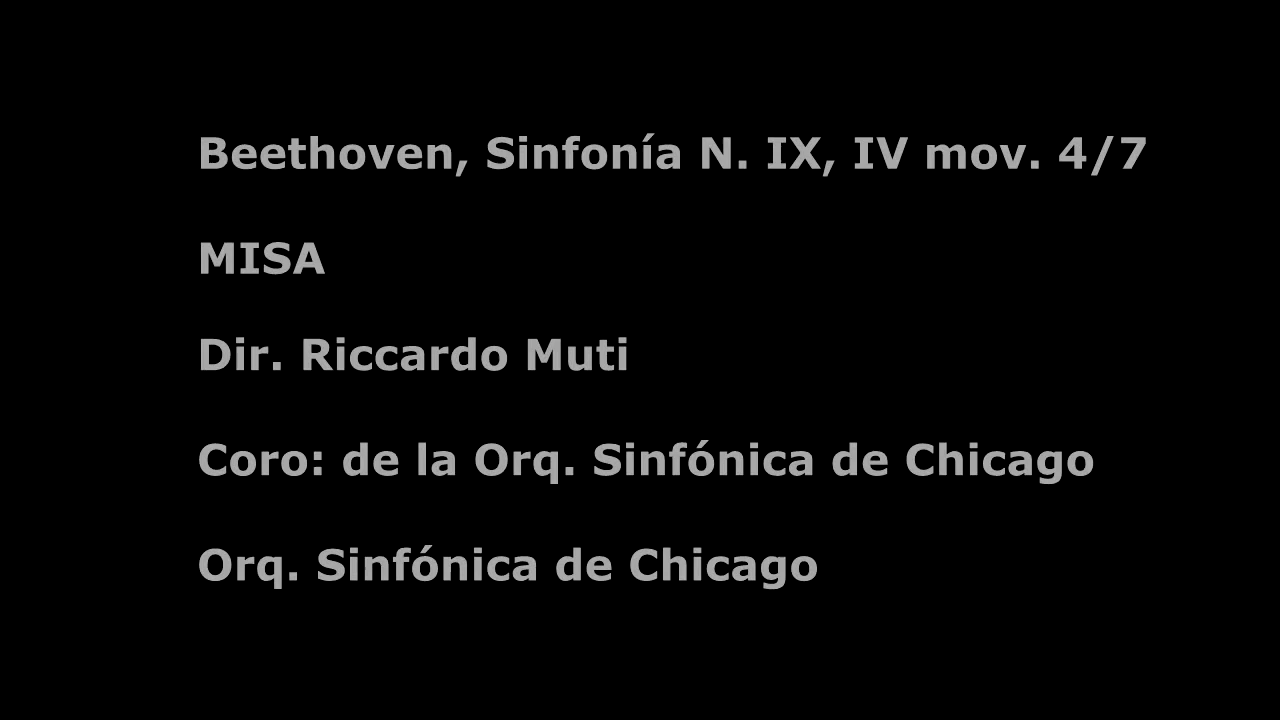 Beethoven, Sinfonía N. IX, IV mov. 4/7
MISA
Dir. Riccardo Muti
Coro: de la Orq. Sinfónica de Chicago
Orq. Sinfónica de Chicago